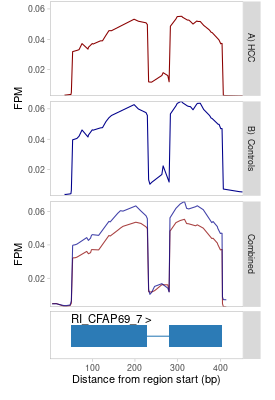 0.06
0.04
0.02
FPM
A) HCC
0.06
0.04
0.02
B): Controls
0.06
0.04
0.02
FPM
Combined
RI_CFAP69_7 >
100 200 300 400
Distance from region start (bp)